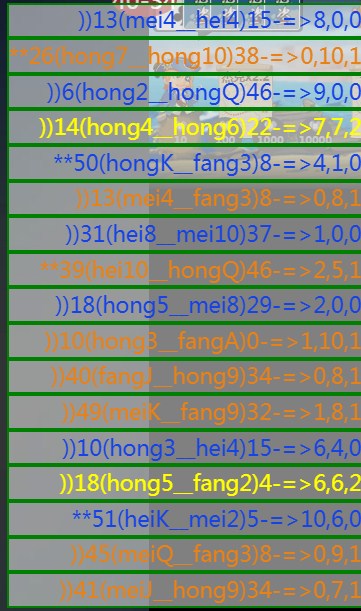 ))13(mei4__hei4)15-=>8,0,0
**26(hong7__hong10)38-=>0,10,1
))6(hong2__hongQ)46-=>9,0,0
))14(hong4__hong6)22-=>7,7,2
**50(hongK__fang3)8-=>4,1,0
))13(mei4__fang3)8-=>0,8,1
))31(hei8__mei10)37-=>1,0,0
**39(hei10__hongQ)46-=>2,5,1
))18(hong5__mei8)29-=>2,0,0
))10(hong3__fangA)0-=>1,10,1
))40(fangJ__hong9)34-=>0,8,1
))49(meiK__hong9)32-=>1,8,1
))10(hong3__hei4)15-=>6,4,0
))18(hong5__fang2)4-=>6,6,2
**51(heiK__mei2)5-=>10,6,0
))45(meiQ__fang3)8-=>0,9,1
))41(meiJ__hong9)34-=>0,7,1